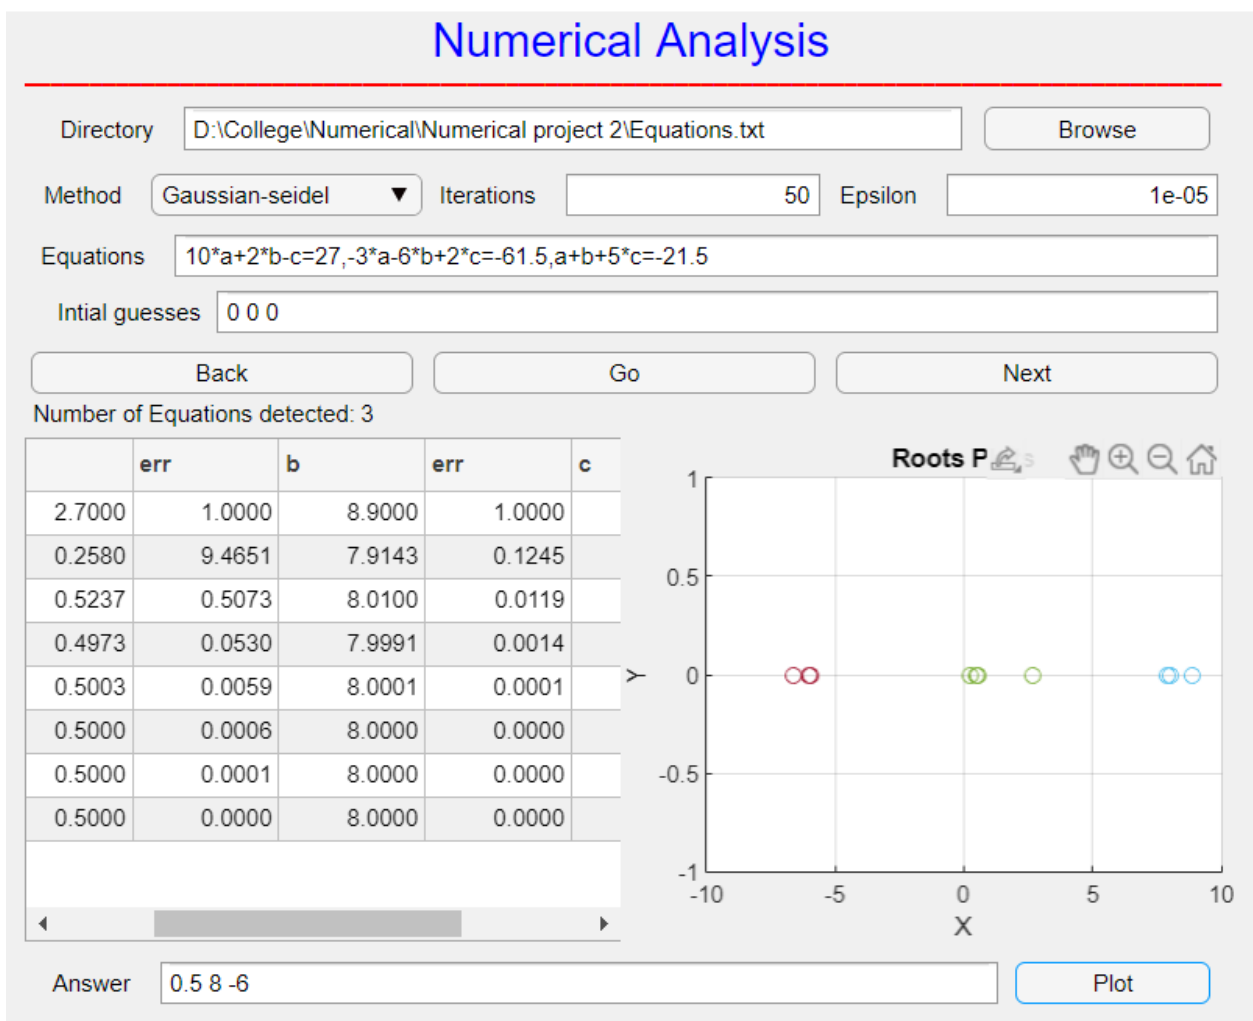 Numerical Analysis
Directory D:\College\Numerical\Numerical project 2\Equations.txt Browse
Method Gaussian-seidel Iterations 50 Epsilon 1e-05
Equations 10*a+2*b-c=27,-3*a-6*b+2*c=-61.5,a+b+5*c=-21.5
Intial guesses 0 0 0
Back Go Next
Number of Equations detected: 3
err b err c
2.7000 1.0000 8.9000 1.0000
0.2580 9.4651 7.9143 0.1245
0.5237 0.5073 8.0100 0.0119
0.4973 0.0530 7.9991 0.0014
0.5003 0.0059 8.0001 0.0001
0.5000 0.0006 8.0000 0.0000
0.5000 0.0001 8.0000 0.0000
0.5000 0.0000 8.0000 0.0000
Roots P s
1
0.5
0
-0.5
-1
Y
-10 -5 0 5 10
X
Answer 0.5 8 -6 Plot